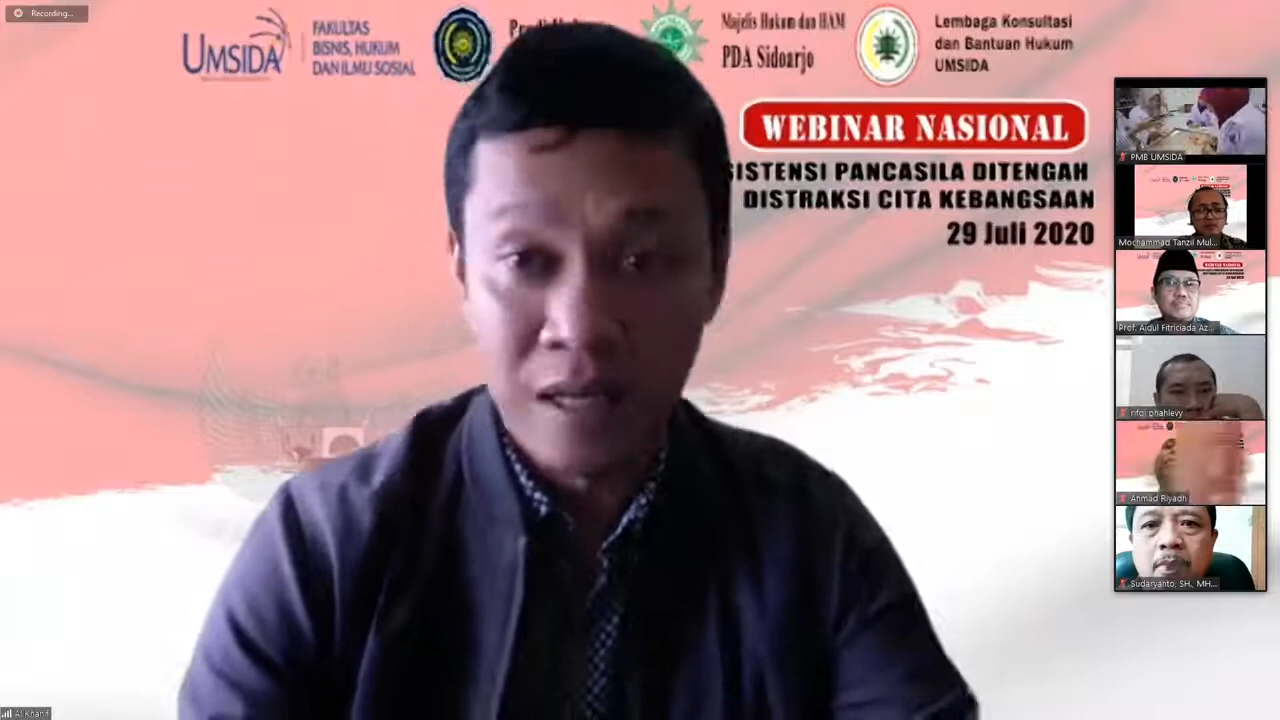 Recording...
UMSIDA
FAKULTAS
BISNIS, HUKUM
DAN ILMU SOSIAL
Majelis Hukum dan HAM
PDA Sidoarjo
Lembaga Konsultasi
dan Bantuan Hukum
UMSIDA
WEBINAR NASIONAL
SISTENSI PANCASILA DITENGAH
DISTRAKSI CITA KEBANGSAAN
29 Juli 2020
PMB UMSIDA
Mochammad Tanzil Mul...
Prof. Aidul Fitriciada Az...
rifqi phahlevy
Ahmad Riyadh
Sudaryanto, SH., MH,...